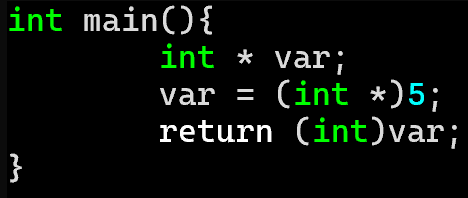 int main(){
        int * var;
        var = (int *)5;
        return (int)var;
}